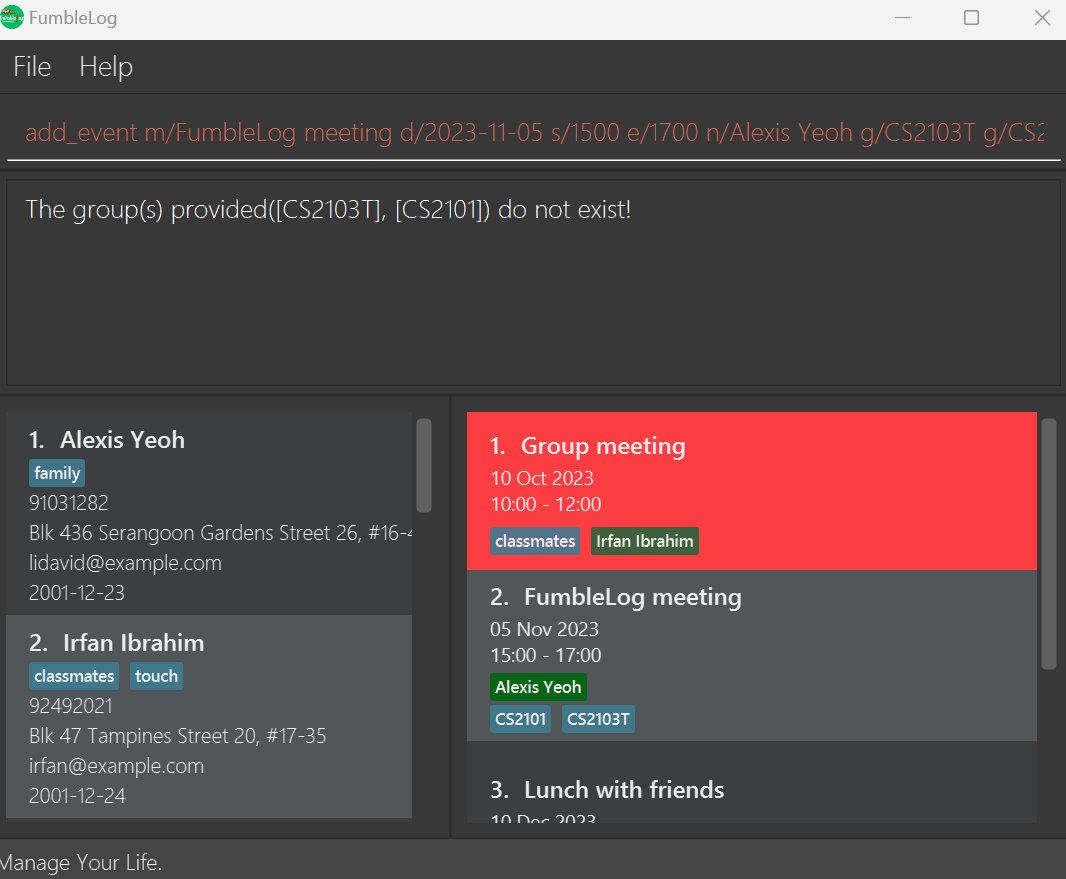 FumbleLog
File Help
add_event m/FumbleLog meeting d/2023-11-05 s/1500 e/1700 n/Alexis Yeoh g/CS2103T g/CS2
The group(s) provided([CS2103T], [CS2101]) do not exist!
1. Alexis Yeoh
family
91031282
Blk 436 Serangoon Gardens Street 26, #16-4
lidavid@example.com
2001-12-23
2. Irfan Ibrahim
classmates touch
92492021
Blk 47 Tampines Street 20, #17-35
irfan@example.com
2001-12-24
1. Group meeting
10 Oct 2023
10:00 - 12:00
classmates Irfan Ibrahim
2. FumbleLog meeting
05 Nov 2023
15:00 - 17:00
Alexis Yeoh
CS2101 CS2103T
3. Lunch with friends
10 Dec 2023
Manage Your Life.